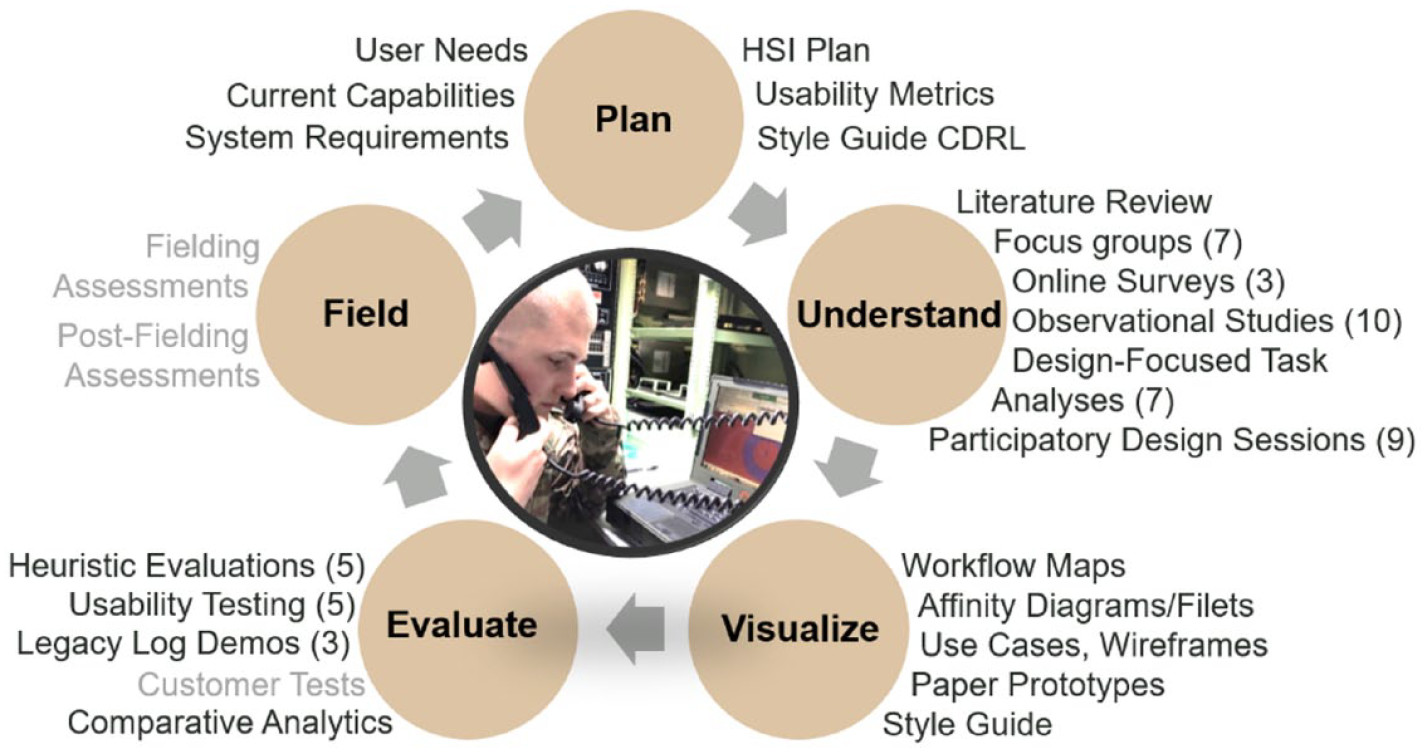 User Needs
Current Capabilities
System Requirements
Plan
HSI Plan
Usability Metrics
Style Guide CDRL
Understand
Literature Review
Focus groups (7)
Online Surveys (3)
Observational Studies (10)
Design-Focused Task
Analyses (7)
Participatory Design Sessions (9)
Visualize
Workflow Maps
Affinity Diagrams/Filets
Use Cases, Wireframes
Paper Prototypes
Style Guide
Evaluate
Heuristic Evaluations (5)
Usability Testing (5)
Legacy Log Demos (3)
Customer Tests
Comparative Analytics
Field
Fielding
Assessments
Post-Fielding
Assessments